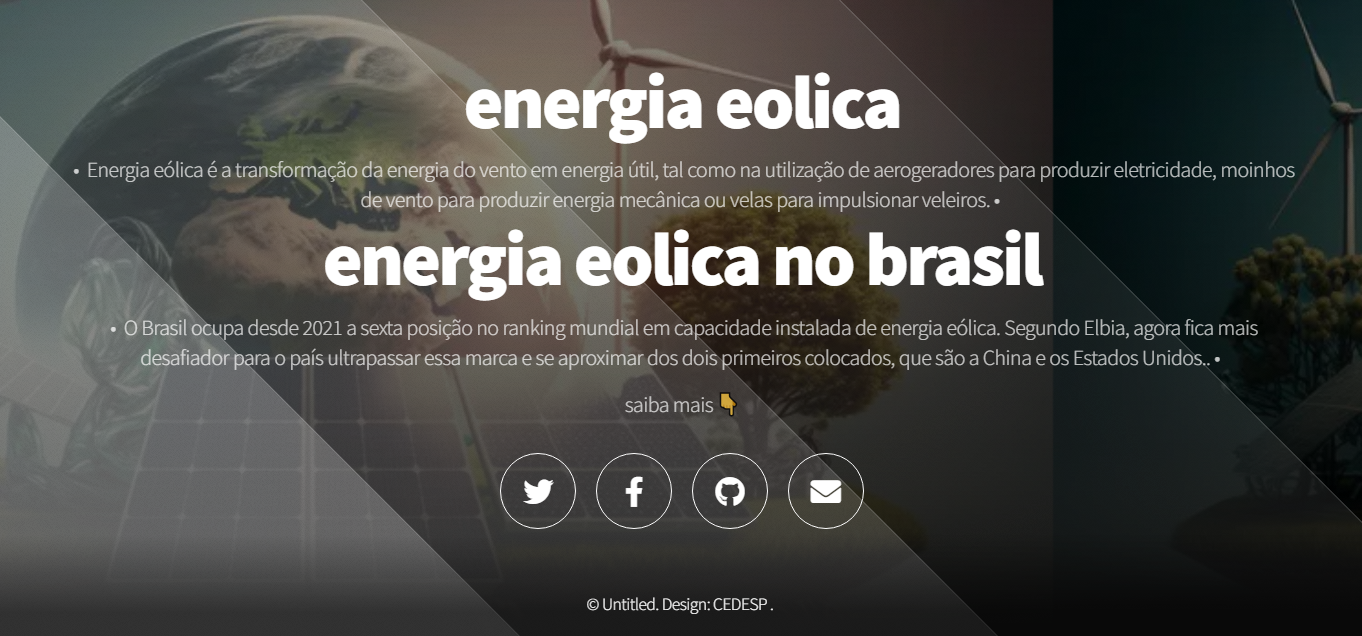 energia eolica
• Energia eólica é a transformação da energia do vento em energia útil, tal como na utilização de aerogeradores para produzir eletricidade, moinhos
de vento para produzir energia mecânica ou velas para impulsionar veleiros. •
energia eolica no brasil
• O Brasil ocupa desde 2021 a sexta posição no ranking mundial em capacidade instalada de energia eólica. Segundo Elbia, agora fica mais
desafiador para o país ultrapassar essa marca e se aproximar dos dois primeiros colocados, que são a China e os Estados Unidos.. •
saiba mais 👇
© Untitled. Design: CEDESP .